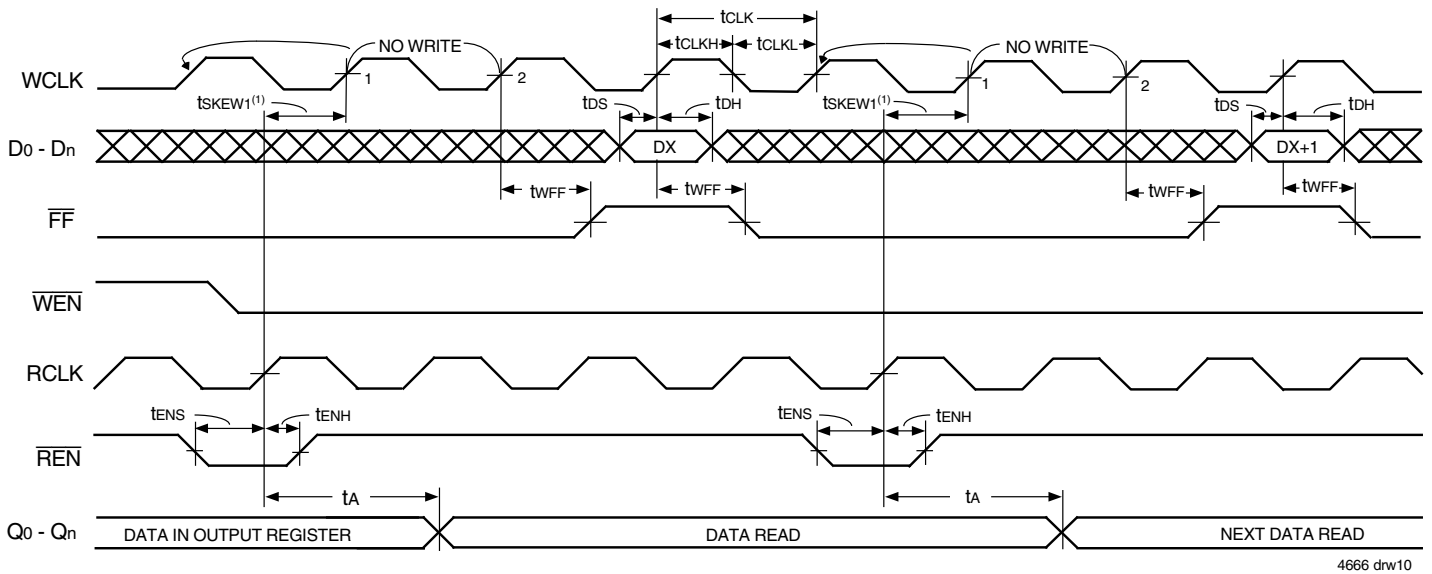 tCLK
tCLKH tCLKL
NO WRITE NO WRITE
WCLK 1 2 1 2
tSKEW1(1) tDS tDH tSKEW1(1) tDS tDH
D0 - Dn DX DX+1
tWFF tWFF tWFF tWFF
FF
WEN
RCLK
tENS tENH tENS tENH
REN
tA tA
Q0 - Qn DATA IN OUTPUT REGISTER DATA READ NEXT DATA READ
4666 drw10